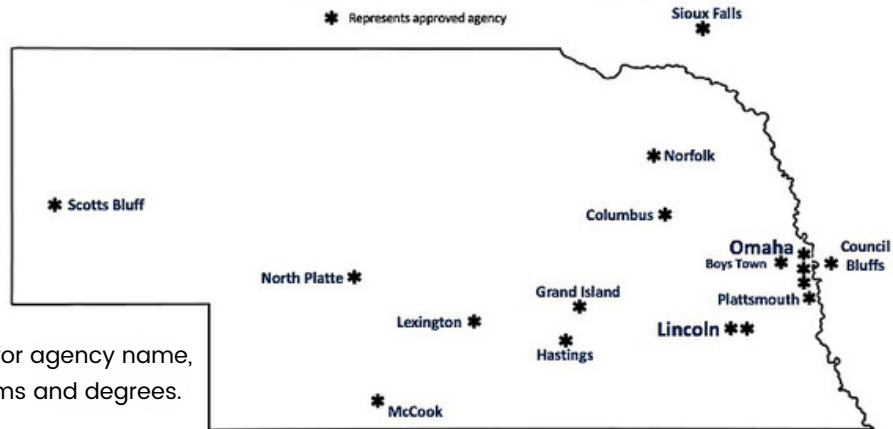 ✱ Represents approved agency
Sioux Falls
Norfolk
Scotts Bluff
Columbus
Omaha
Council
Bluffs
Boys Town
North Platte
Grand Island
Plattsmouth
Lexington
Lincoln
Hastings
for agency name,
ms and degrees.
McCook